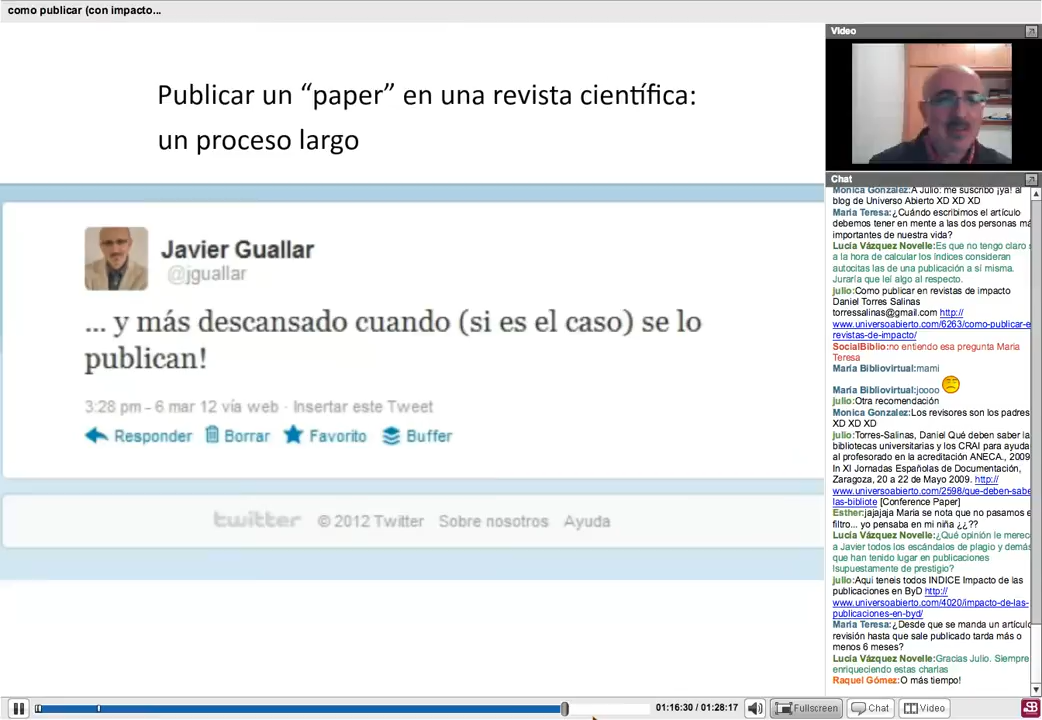 como publicar (con impacto...
Publicar un “paper” en una revista científica:
un proceso largo
Javier Guallar
@jguallar
... y más descansado cuando (si es el caso) se lo
publican!
3:28 pm - 6 mar 12 vía web · Insertar este Tweet
Responder Borrar Favorito Buffer
twitter © 2012 Twitter Sobre nosotros Ayuda
Video
Chat
Monica Gonzalez:A Julio: me suscribo ¡ya! al
blog de Universo Abierto XD XD XD
Maria Teresa:¿Cuándo escribimos el artículo
debemos tener en mente a las dos personas má
importantes de nuestra vida?
Lucía Vázquez Novelle:Es que no tengo claro s
a la hora de calcular los índices consideran
autocitas las de una publicación a sí misma.
Juraría que leí algo al respecto.
julio:Como publicar en revistas de impacto
Daniel Torres Salinas
torressalinas@gmail.com http://
www.universoabierto.com/6263/como-publicar-e
revistas-de-impacto/
SocialBiblio:no entiendo esa pregunta Maria
Teresa
María Bibliovirtual:mami
María Bibliovirtual:joooo
julio:Otra recomendación
Monica Gonzalez:Los revisores son los padres
XD XD XD
julio:Torres-Salinas, Daniel Qué deben saber la
bibliotecas universitarias y los CRAI para ayuda
al profesorado en la acreditación ANECA., 2009
In XI Jornadas Españolas de Documentación,
Zaragoza, 20 a 22 de Mayo 2009. http://
www.universoabierto.com/2598/que-deben-sabe
las-bibliote [Conference Paper]
Esther:jajajaja Maria se nota que no pasamos e
filtro... yo pensaba en mi niña ¿¿??
Lucía Vázquez Novelle:¿Qué opinión le merec
a Javier todos los escándalos de plagio y demás
que han tenido lugar en publicaciones
lsupuestamente de prestigio?
julio:Aqui teneis todos INDICE Impacto de las
publicaciones en ByD http://
www.universoabierto.com/4020/impacto-de-las-
publicaciones-en-byd/
Maria Teresa:¿Desde que se manda un artícul
revisión hasta que sale publicado tarda más o
menos 6 meses?
Lucía Vázquez Novelle:Gracias Julio. Siempre
enriqueciendo estas charlas
Raquel Gómez:O más tiempo!
01:16:30 / 01:28:17 Fullscreen Chat Video SB